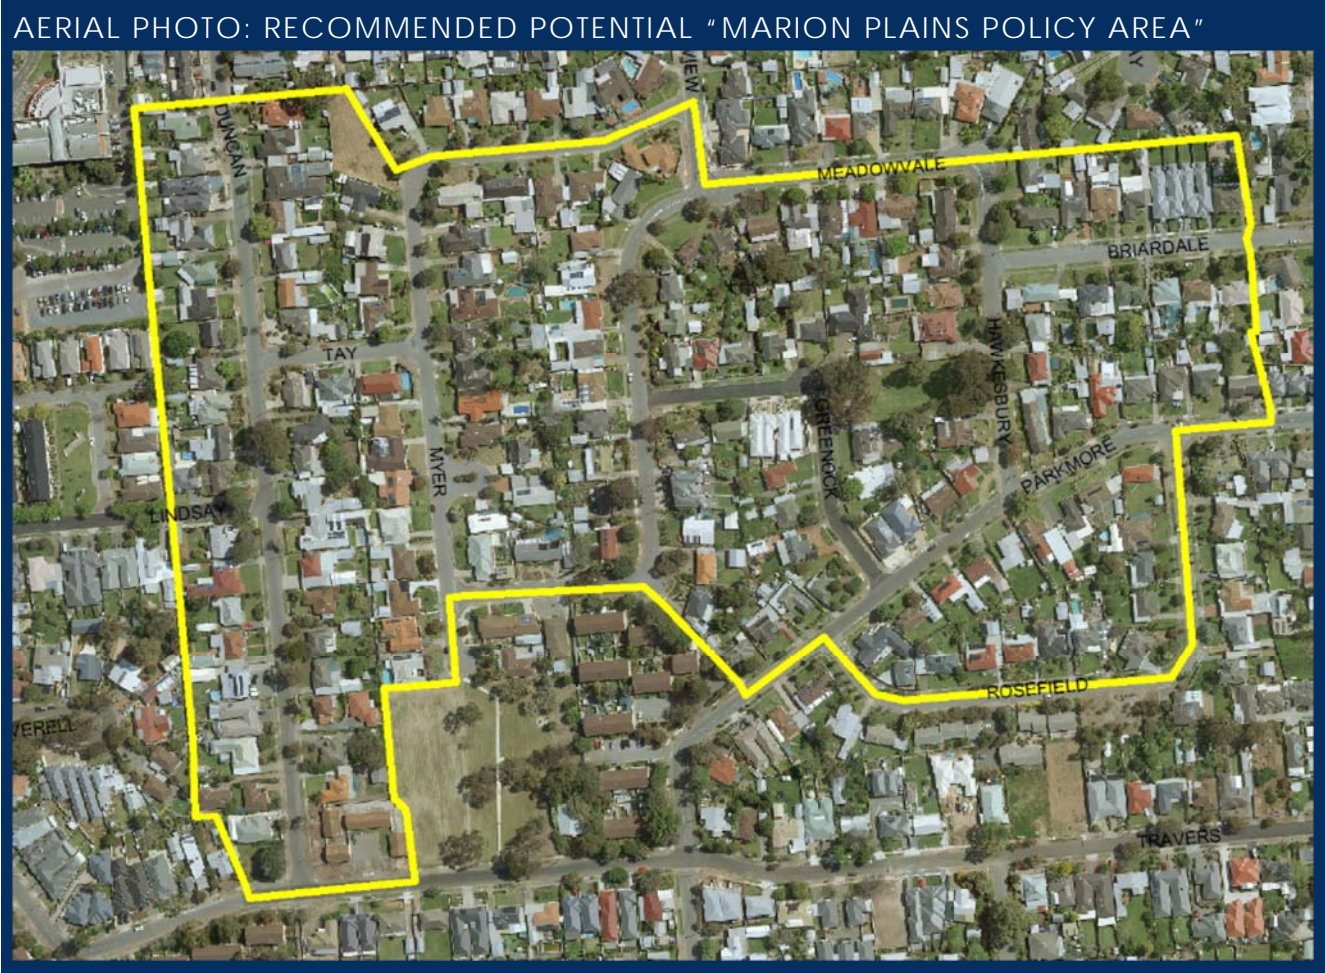 AERIAL PHOTO: RECOMMENDED POTENTIAL “MARION PLAINS POLICY AREA”
VIEW
DUNCAN
MEADOWVALE
BRIARDALE
TAY
HAWKESBURY
GREENOCK
MYER
PARKMORE
LINDSAY
ROSEFIELD
VERELL
TRAVERS